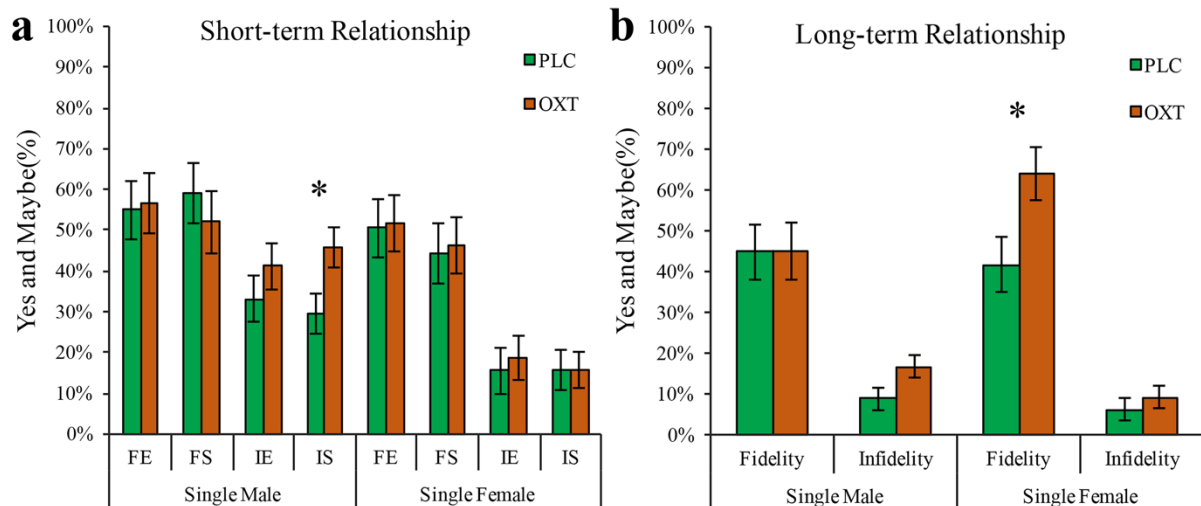 a
Short-term Relationship
PLC
OXT
Yes and Maybe(%)
100%
90%
80%
70%
60%
50%
40%
30%
20%
10%
0%
*
FE FS IE IS FE FS IE IS
Single Male Single Female
b
Long-term Relationship
PLC
OXT
Yes and Maybe(%)
100%
90%
80%
70%
60%
50%
40%
30%
20%
10%
0%
*
Fidelity Infidelity Fidelity Infidelity
Single Male Single Female